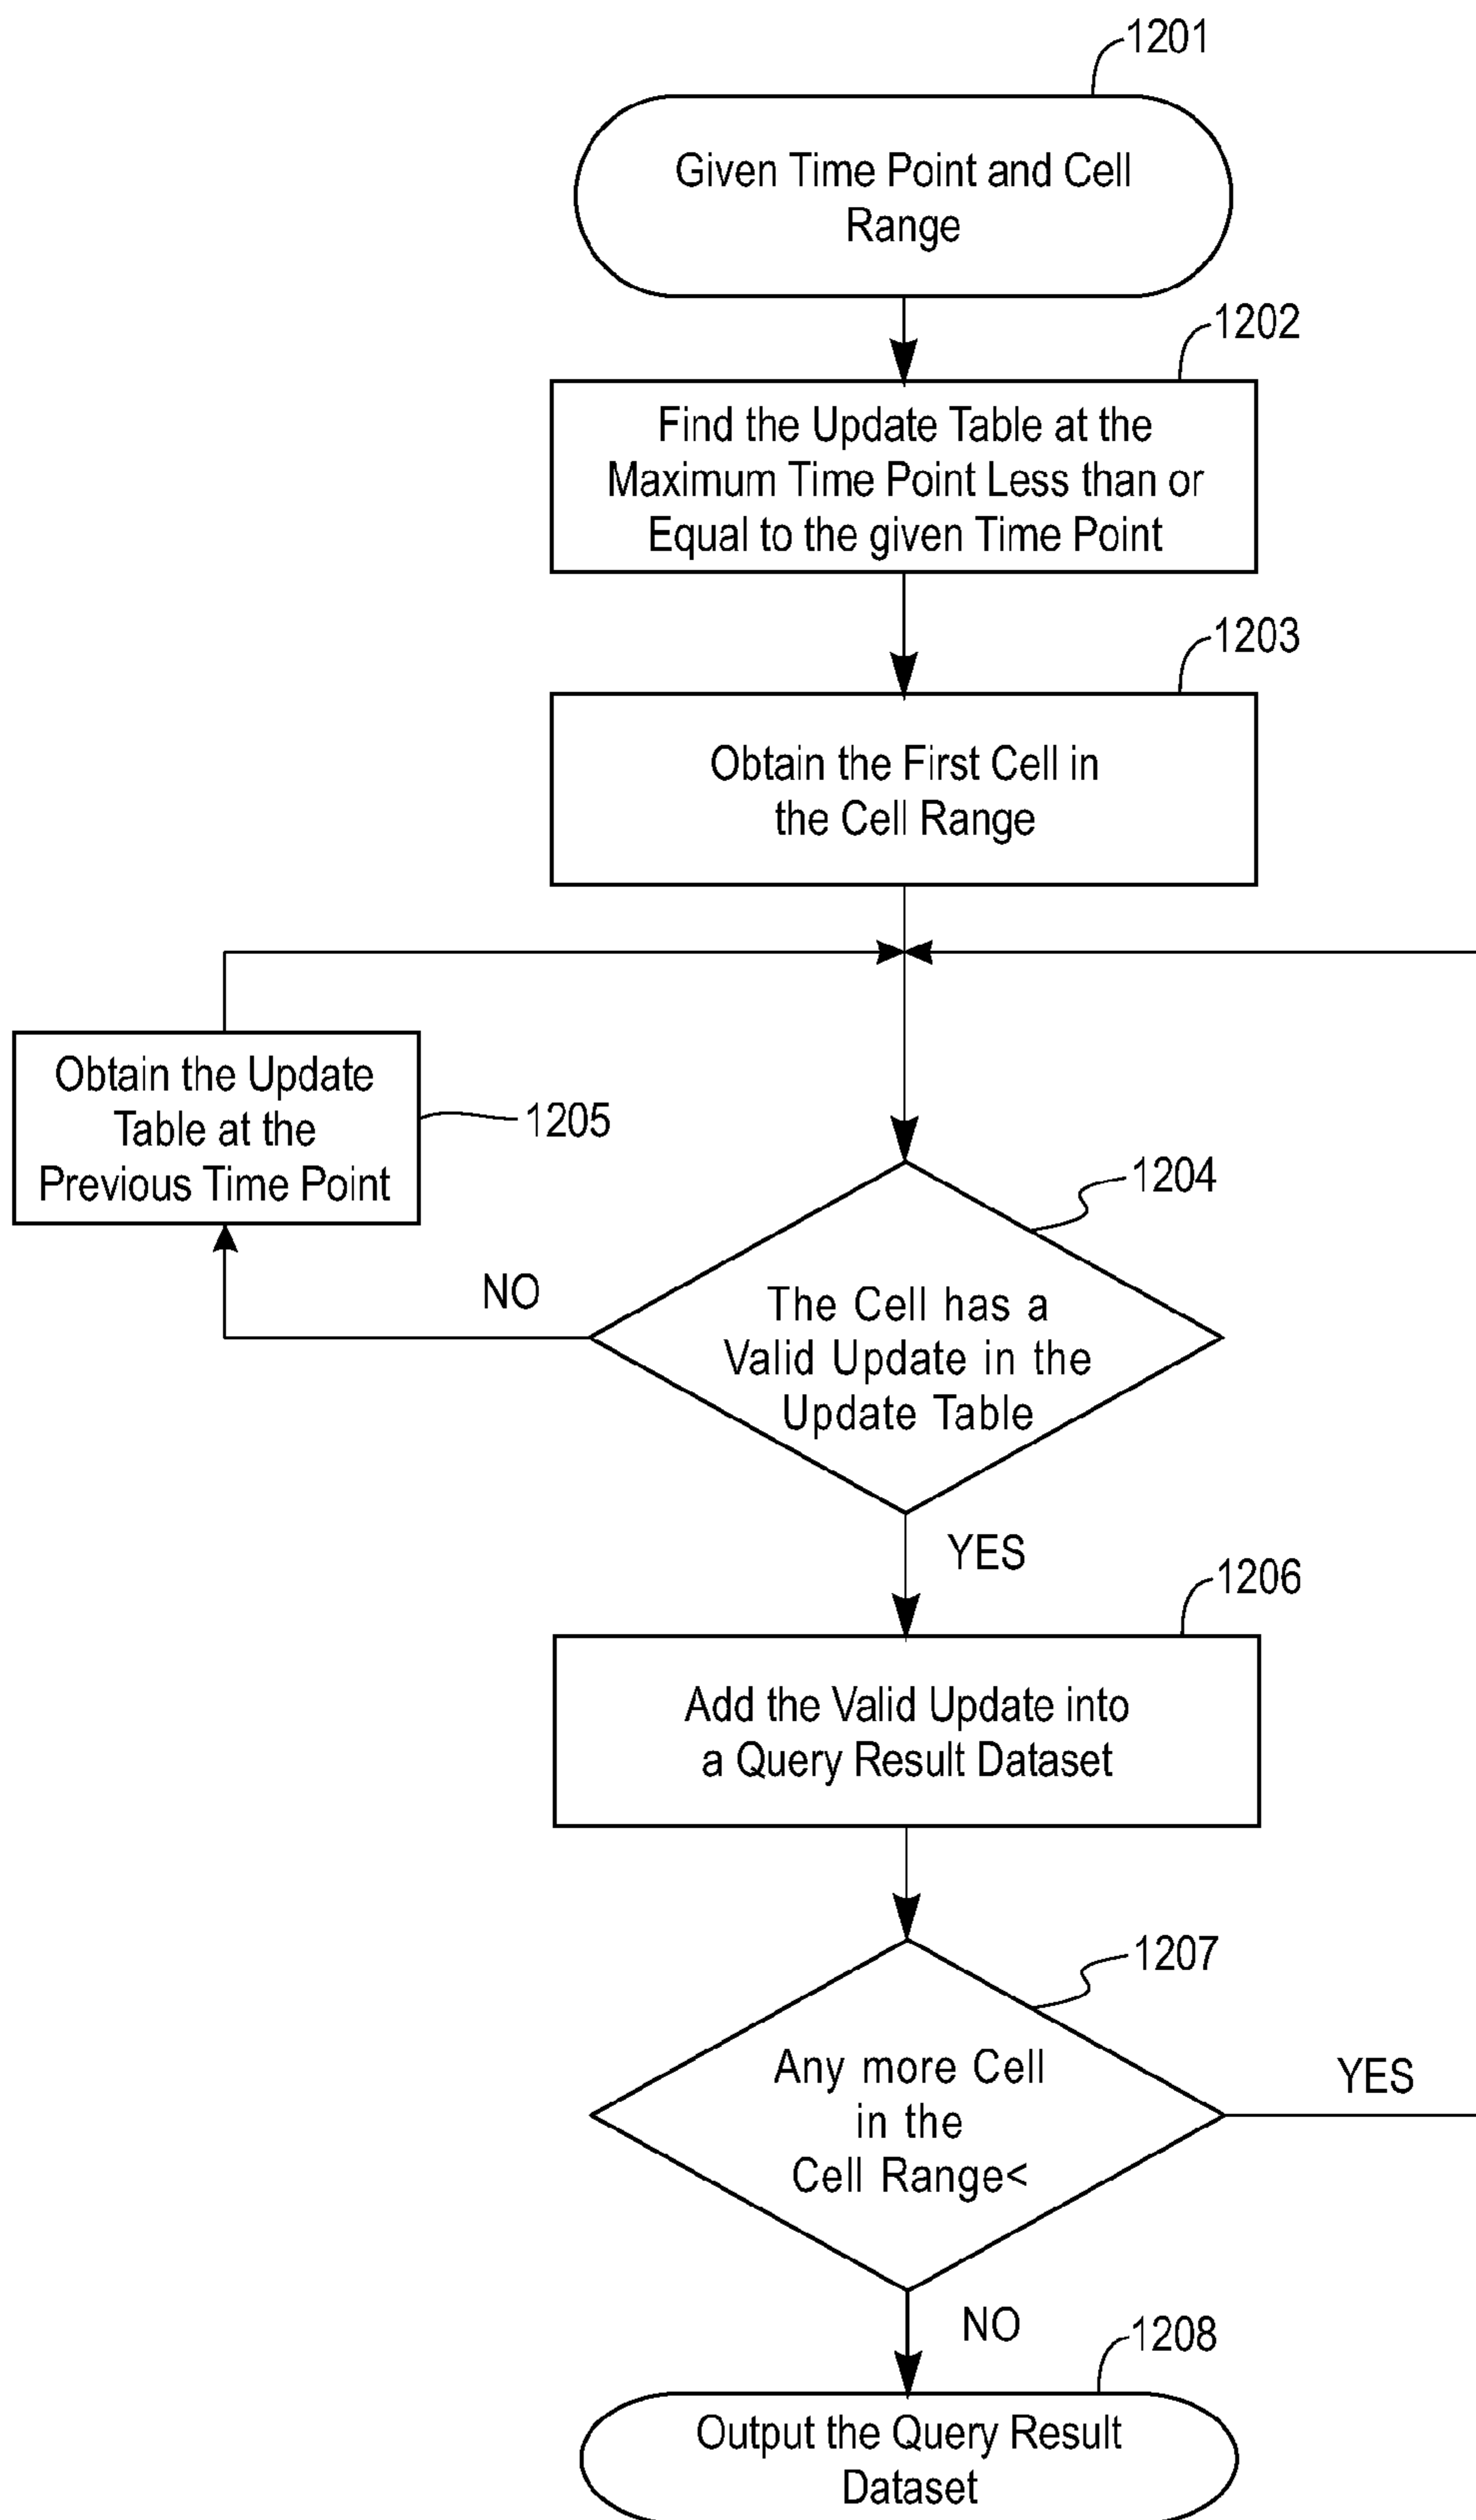 1201
Given Time Point and Cell
Range
1202
Find the Update Table at the
Maximum Time Point Less than or
Equal to the given Time Point
1203
Obtain the First Cell in
the Cell Range
Obtain the Update
Table at the
Previous Time Point
1205
1204
NO
The Cell has a
Valid Update in the
Update Table
YES
1206
Add the Valid Update into
a Query Result Dataset
1207
Any more Cell
in the
Cell Range<
YES
NO
1208
Output the Query Result
Dataset